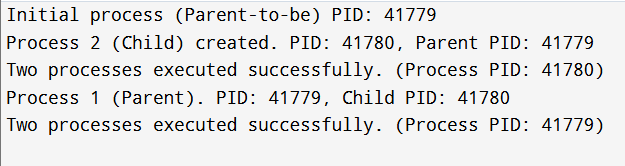 Initial process (Parent-to-be) PID: 41779
Process 2 (Child) created. PID: 41780, Parent PID: 41779
Two processes executed successfully. (Process PID: 41780)
Process 1 (Parent). PID: 41779, Child PID: 41780
Two processes executed successfully. (Process PID: 41779)